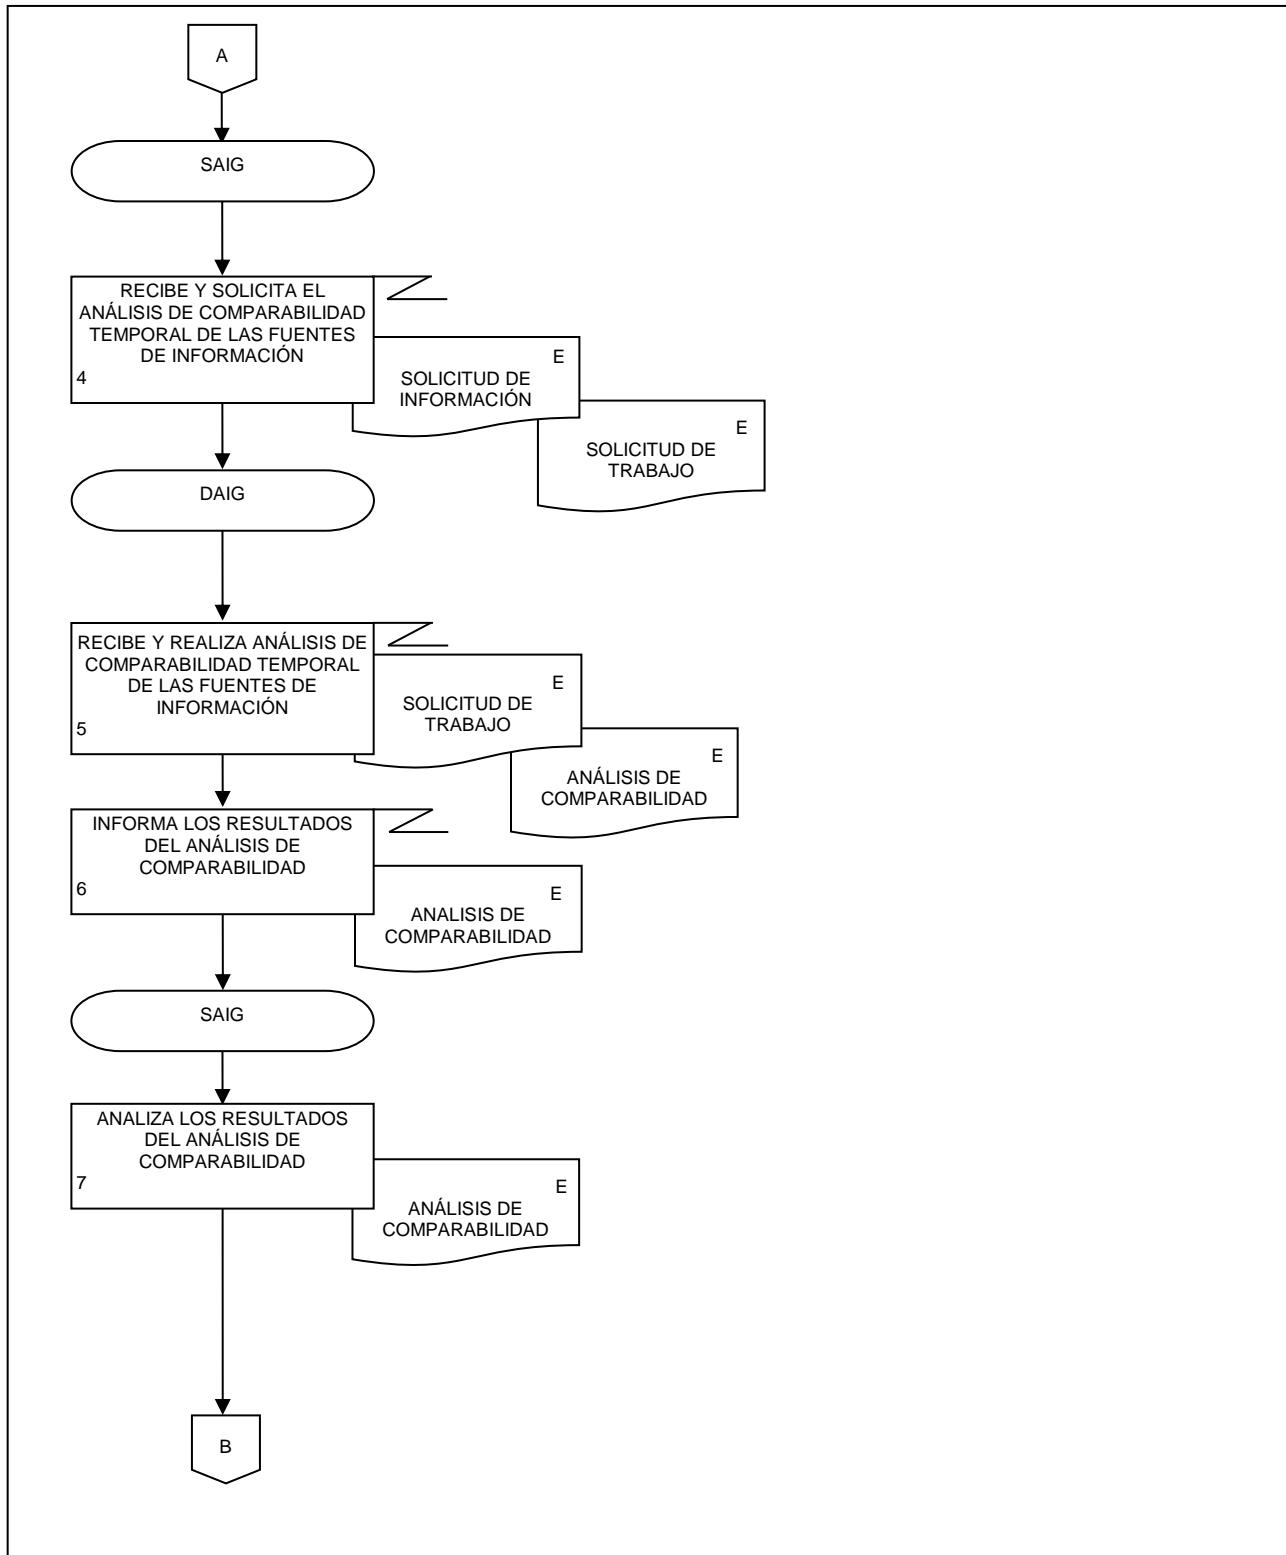 A
SAIG
RECIBE Y SOLICITA EL
ANÁLISIS DE COMPARABILIDAD
TEMPORAL DE LAS FUENTES
DE INFORMACIÓN
4
E
SOLICITUD DE
INFORMACIÓN
E
SOLICITUD DE
TRABAJO
DAIG
RECIBE Y REALIZA ANÁLISIS DE
COMPARABILIDAD TEMPORAL
DE LAS FUENTES DE
INFORMACIÓN
5
E
SOLICITUD DE
TRABAJO
E
ANÁLISIS DE
COMPARABILIDAD
INFORMA LOS RESULTADOS
DEL ANÁLISIS DE
COMPARABILIDAD
6
E
ANALISIS DE
COMPARABILIDAD
SAIG
ANALIZA LOS RESULTADOS
DEL ANÁLISIS DE
COMPARABILIDAD
7
E
ANÁLISIS DE
COMPARABILIDAD
B